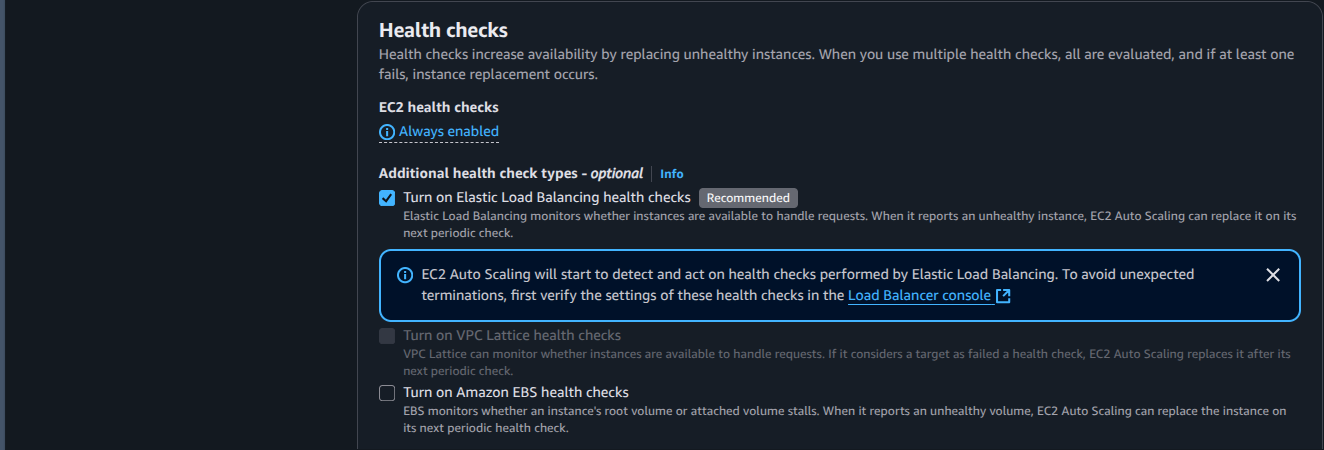 Health checks
Health checks increase availability by replacing unhealthy instances. When you use multiple health checks, all are evaluated, and if at least one
fails, instance replacement occurs.
EC2 health checks
Always enabled
Additional health check types - optional Info
Turn on Elastic Load Balancing health checks Recommended
Elastic Load Balancing monitors whether instances are available to handle requests. When it reports an unhealthy instance, EC2 Auto Scaling can replace it on its
next periodic check.
EC2 Auto Scaling will start to detect and act on health checks performed by Elastic Load Balancing. To avoid unexpected
terminations, first verify the settings of these health checks in the Load Balancer console
Turn on VPC Lattice health checks
VPC Lattice can monitor whether instances are available to handle requests. If it considers a target as failed a health check, EC2 Auto Scaling replaces it after its
next periodic check.
Turn on Amazon EBS health checks
EBS monitors whether an instance's root volume or attached volume stalls. When it reports an unhealthy volume, EC2 Auto Scaling can replace the instance on
its next periodic health check.